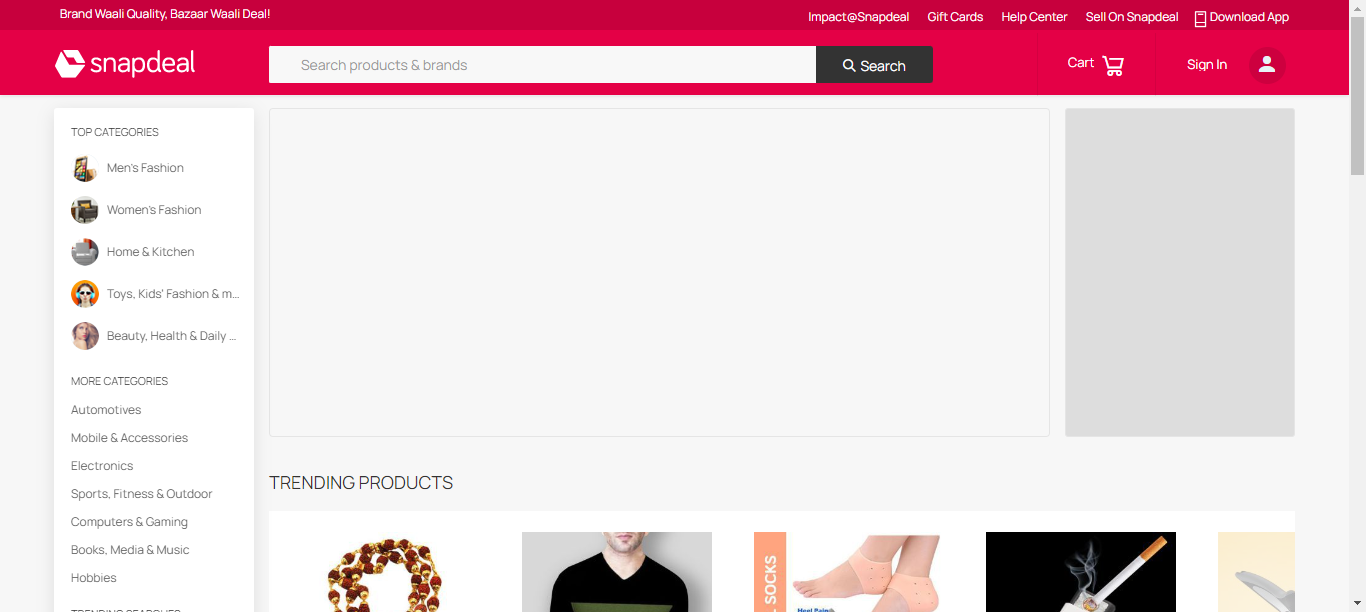 Brand Waali Quality, Bazaar Waali Deal!
Impact@Snapdeal
Gift Cards
Help Center
Sell On Snapdeal
Download App
snapdeal
Search products & brands
Search
Cart
Sign In
TOP CATEGORIES
Men's Fashion
Women's Fashion
Home & Kitchen
Toys, Kids' Fashion & m...
Beauty, Health & Daily ...
MORE CATEGORIES
Automotives
Mobile & Accessories
Electronics
Sports, Fitness & Outdoor
Computers & Gaming
Books, Media & Music
Hobbies
TRENDING SEARCHES
TRENDING PRODUCTS
SOCKS
Heel Pain